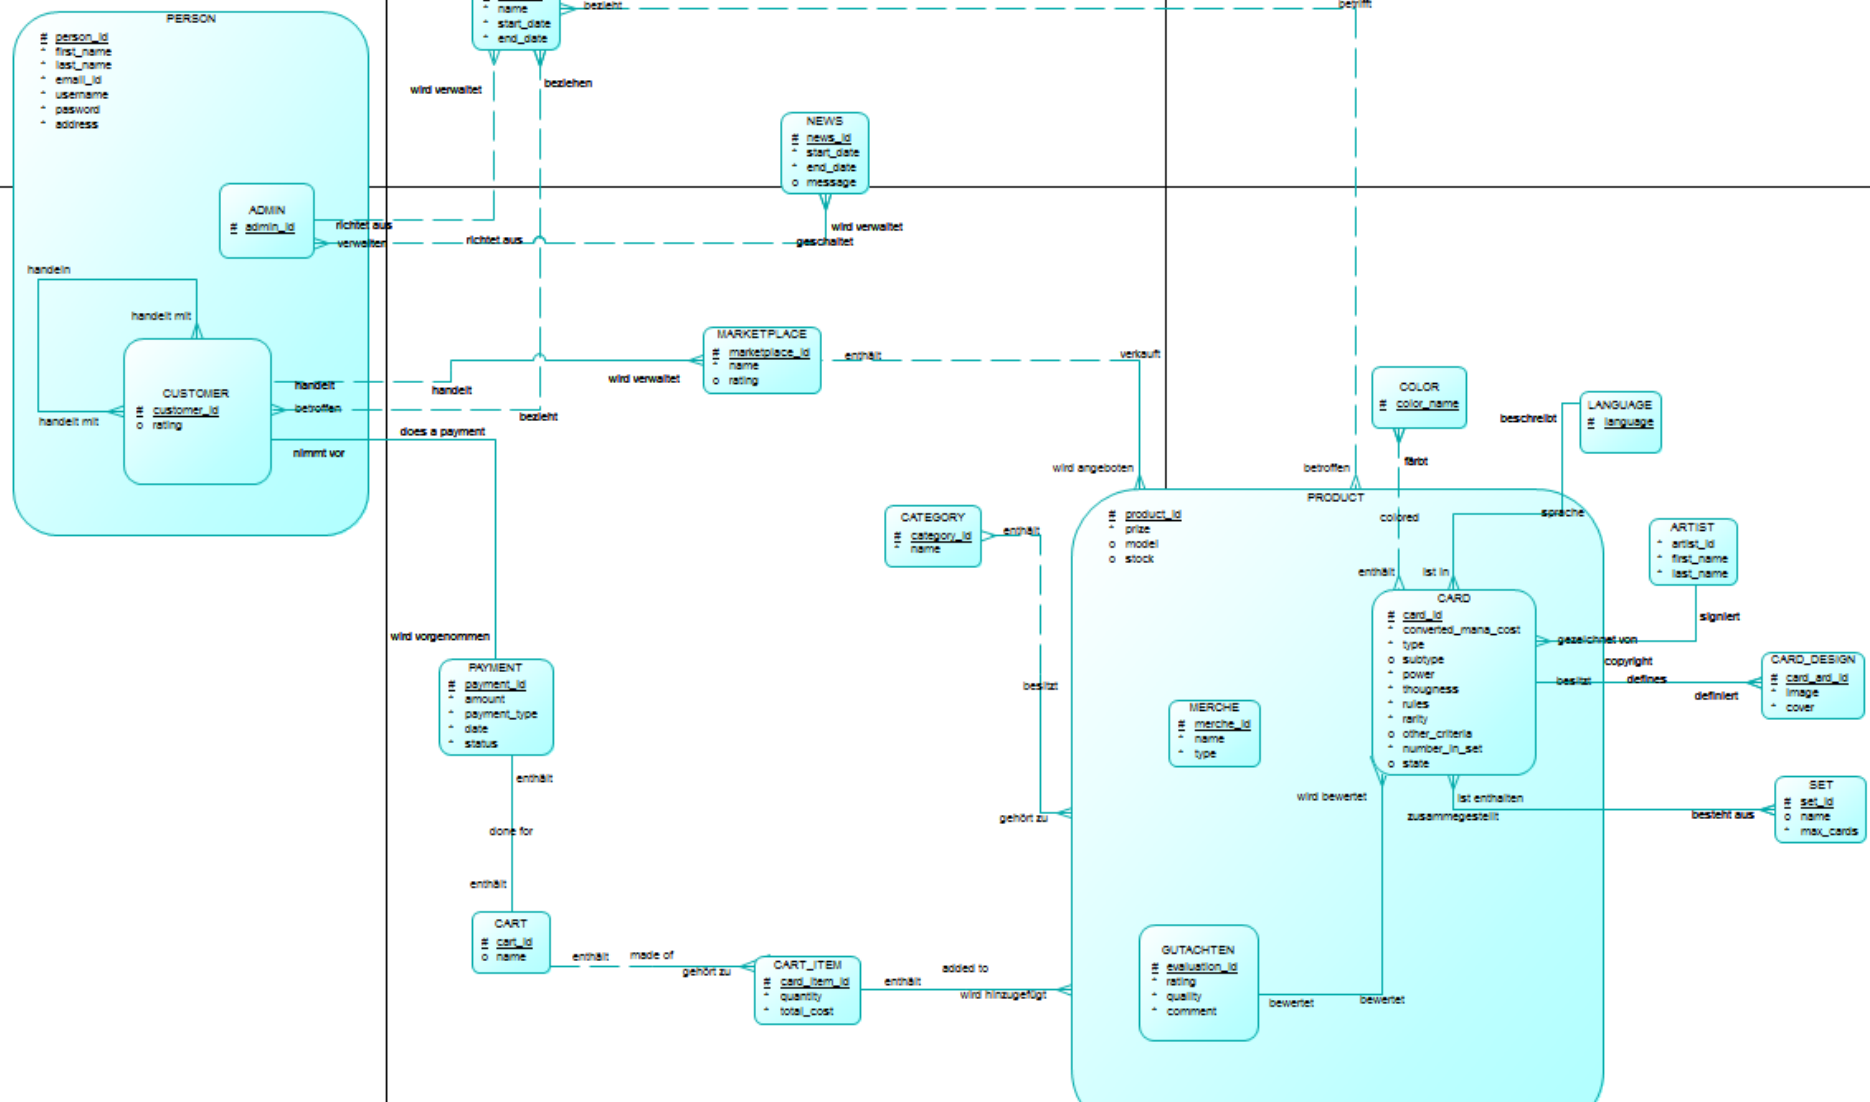 PERSON
# person_id
* first_name
* last_name
* email_id
* username
* pasword
* address
ADMIN
# admin_id
handeln
handelt mit
CUSTOMER
# customer_id
o rating
handelt mit
* name
* start_date
* end_date
bezieht
betrifft
wird verwaltet
beziehen
NEWS
# news_id
* start_date
* end_date
o message
richtet aus
verwalten
richtet aus
wird verwaltet
geschaltet
MARKETPLACE
# marketplace_id
* name
o rating
enthält
verkauft
handelt
handelt
wird verwaltet
betroffen
bezieht
does a payment
nimmt vor
wird angeboten
betroffen
COLOR
# color_name
färbt
colored
enthält
LANGUAGE
# language
beschreibt
sprache
ist in
CATEGORY
# category_id
* name
enthält
besitzt
gehört zu
PRODUCT
# product_id
* prize
o model
o stock
ARTIST
* artist_id
* first_name
* last_name
signiert
gezeichnet von
copyright
CARD
# card_id
* converted_mana_cost
* type
o subtype
* power
* thougness
* rules
* rarity
o other_criteria
* number_in_set
o state
besitzt
defines
definiert
CARD_DESIGN
# card_ard_id
* image
* cover
wird vorgenommen
PAYMENT
# payment_id
* amount
* payment_type
* date
* status
MERCHE
# merche_id
* name
* type
wird bewertet
ist enthalten
zusammegestellt
besteht aus
SET
# set_id
o name
* max_cards
enthält
done for
enthält
CART
# cart_id
o name
enthält
made of
gehört zu
CART_ITEM
# card_item_id
* quantity
* total_cost
enthält
added to
wird hinzugefügt
GUTACHTEN
# evaluation_id
* rating
* quality
* comment
bewertet
bewertet